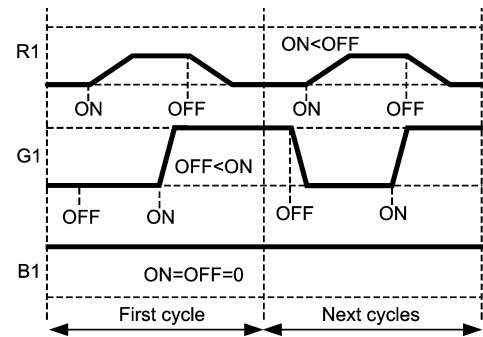 R1
ON<OFF
ON
OFF
ON
OFF
G1
OFF<ON
OFF
ON
OFF
ON
B1
ON=OFF=0
First cycle
Next cycles